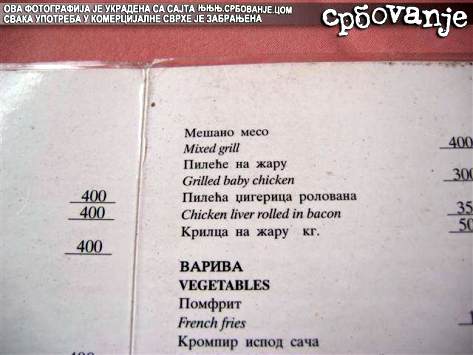 ОВА ФОТОГРАФИЈА ЈЕ УКРАДЕНА СА САЈТА ЊЊЊ.СРБОВАЊЕ.ЦОМ
СВАКА УПОТРЕБА У КОМЕРЦИЈАЛНЕ СВРХЕ ЈЕ ЗАБРАЊЕНА
србоvanje
Мешано месо
Mixed grill 400
Пилеће на жару
Grilled baby chicken 300
400
Пилећа џигерица ролована
400
Chicken liver rolled in bacon
Крилца на жару кг.
400
ВАРИВА
VEGETABLES
Помфрит
French fries
Кромпир испод сача